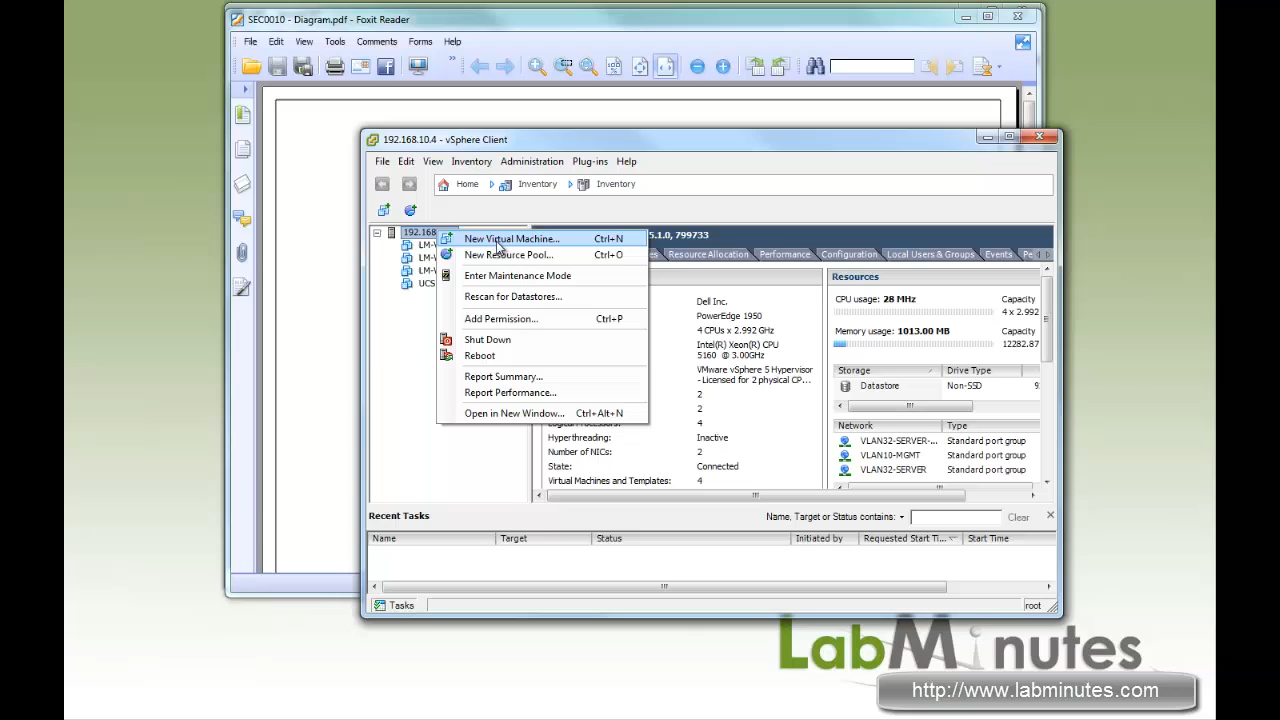 SEC0010 - Diagram.pdf - Foxit Reader
File Edit View Tools Comments Forms Help
192.168.10.4 - vSphere Client
File Edit View Inventory Administration Plug-ins Help
Home Inventory Inventory
192.168
LM-V
LM-V
LM-V
UCS
New Virtual Machine... Ctrl+N
New Resource Pool... Ctrl+O
Enter Maintenance Mode
Rescan for Datastores...
Add Permission... Ctrl+P
Shut Down
Reboot
Report Summary...
Report Performance...
Open in New Window... Ctrl+Alt+N
5.1.0, 799733
Resource Allocation Performance Configuration Local Users & Groups Events Pe
Dell Inc.
PowerEdge 1950
4 CPUs x 2.992 GHz
Intel(R) Xeon(R) CPU
5160 @ 3.00GHz
VMware vSphere 5 Hypervisor
- Licensed for 2 physical CP...
2
2
4
Hyperthreading: Inactive
Number of NICs: 2
State: Connected
Virtual Machines and Templates: 4
Resources
CPU usage: 28 MHz Capacity
4 x 2.992
Memory usage: 1013.00 MB Capacity
12282.87
Storage Drive Type
Datastore Non-SSD 9
Network Type
VLAN32-SERVER-... Standard port group
VLAN10-MGMT Standard port group
VLAN32-SERVER Standard port group
Recent Tasks Name, Target or Status contains: Clear
Name Target Status Initiated by Requested Start Ti... Start Time
Tasks root
LabMinutes
http://www.labminutes.com